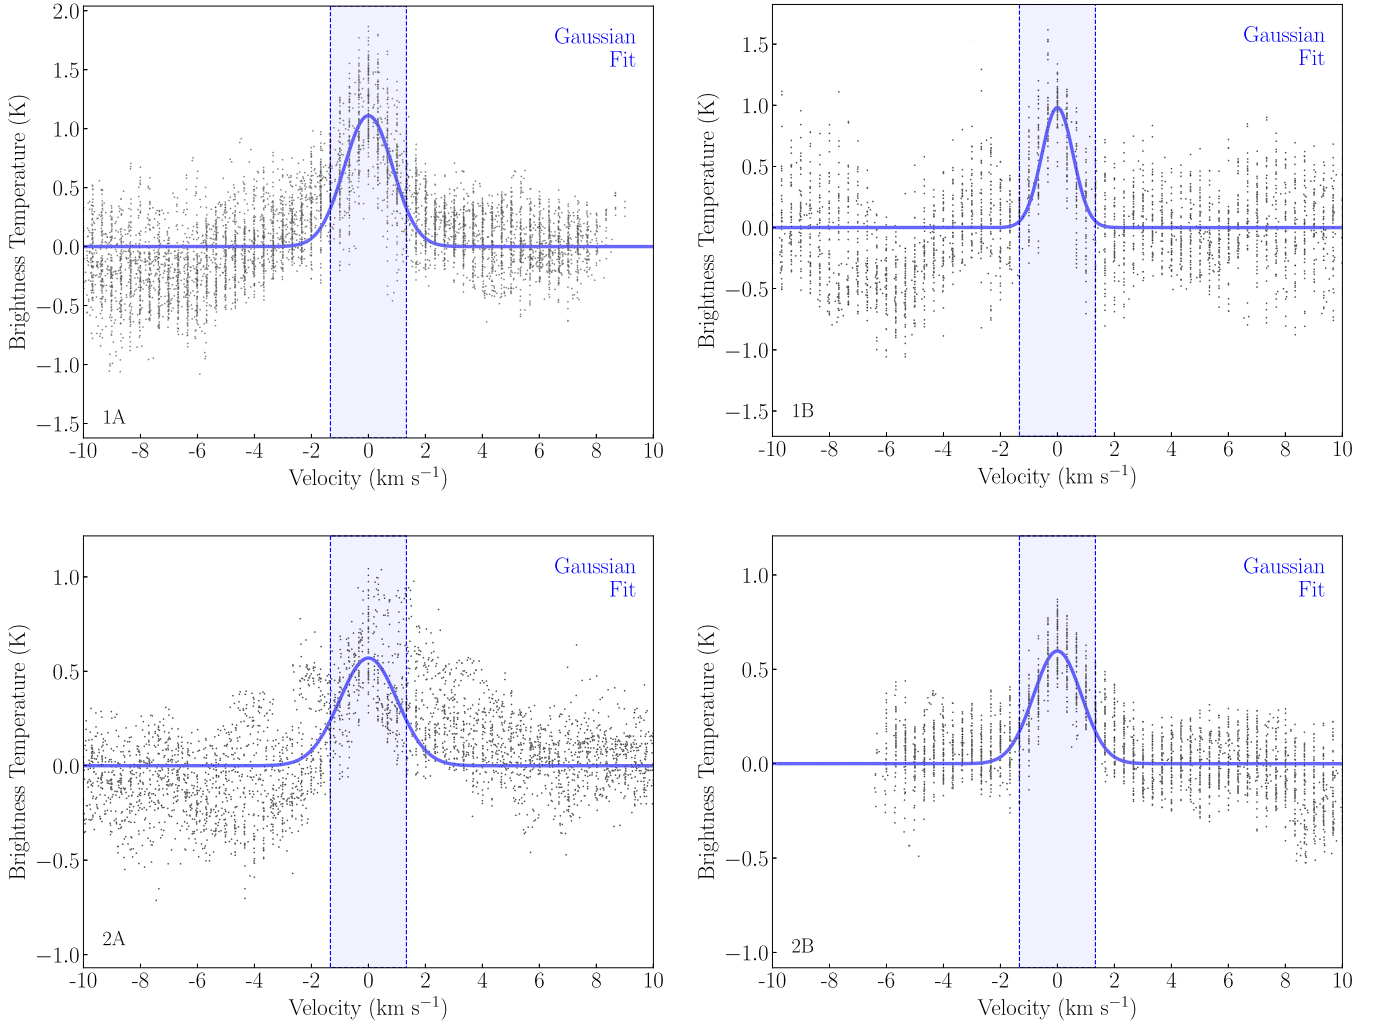 2.0
1.5
1.0
0.5
0.0
−0.5
−1.0
−1.5
Brightness Temperature (K)
Gaussian
Fit
1A
-10 -8 -6 -4 -2 0 2 4 6 8 10
Velocity (km s−1)
1.5
1.0
0.5
0.0
−0.5
−1.0
−1.5
Brightness Temperature (K)
Gaussian
Fit
1B
-10 -8 -6 -4 -2 0 2 4 6 8 10
Velocity (km s−1)
1.0
0.5
0.0
−0.5
−1.0
Brightness Temperature (K)
Gaussian
Fit
2A
-10 -8 -6 -4 -2 0 2 4 6 8 10
Velocity (km s−1)
1.0
0.5
0.0
−0.5
−1.0
Brightness Temperature (K)
Gaussian
Fit
2B
-10 -8 -6 -4 -2 0 2 4 6 8 10
Velocity (km s−1)